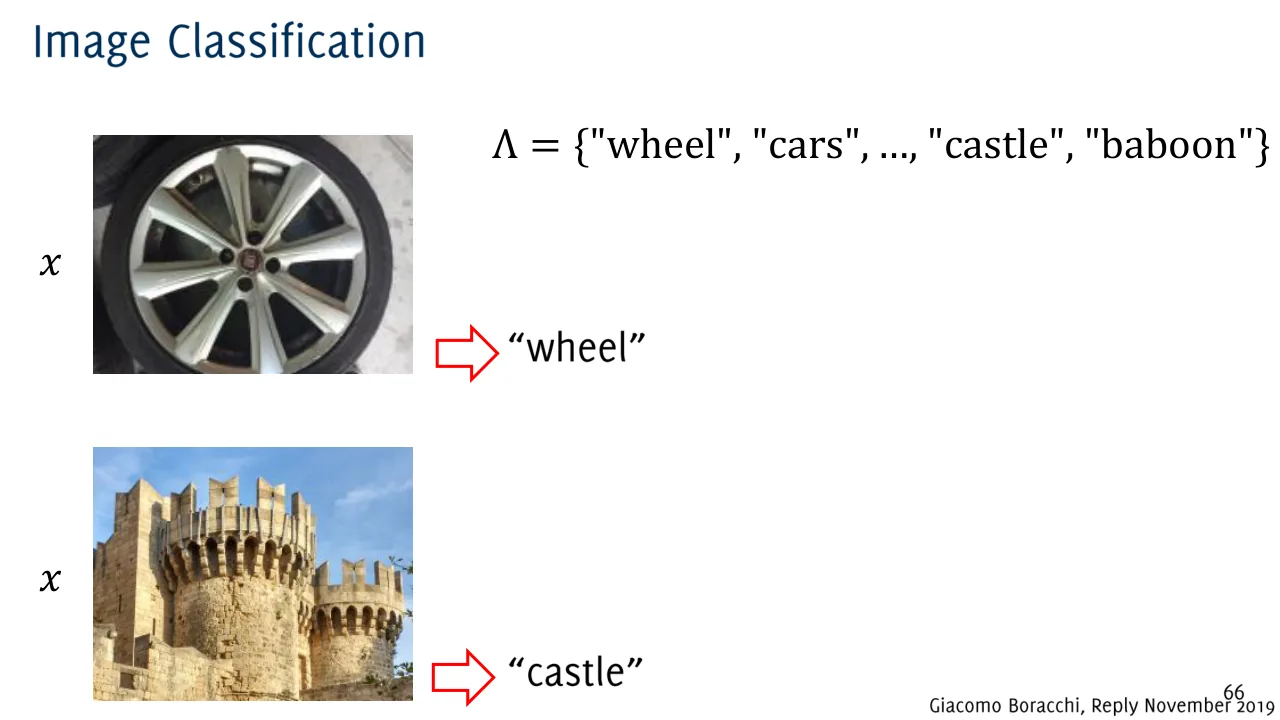 Image Classification
Λ = {"wheel", "cars", …, "castle", "baboon"}
x
“wheel”
x
“castle”
66
Giacomo Boracchi, Reply November 2019